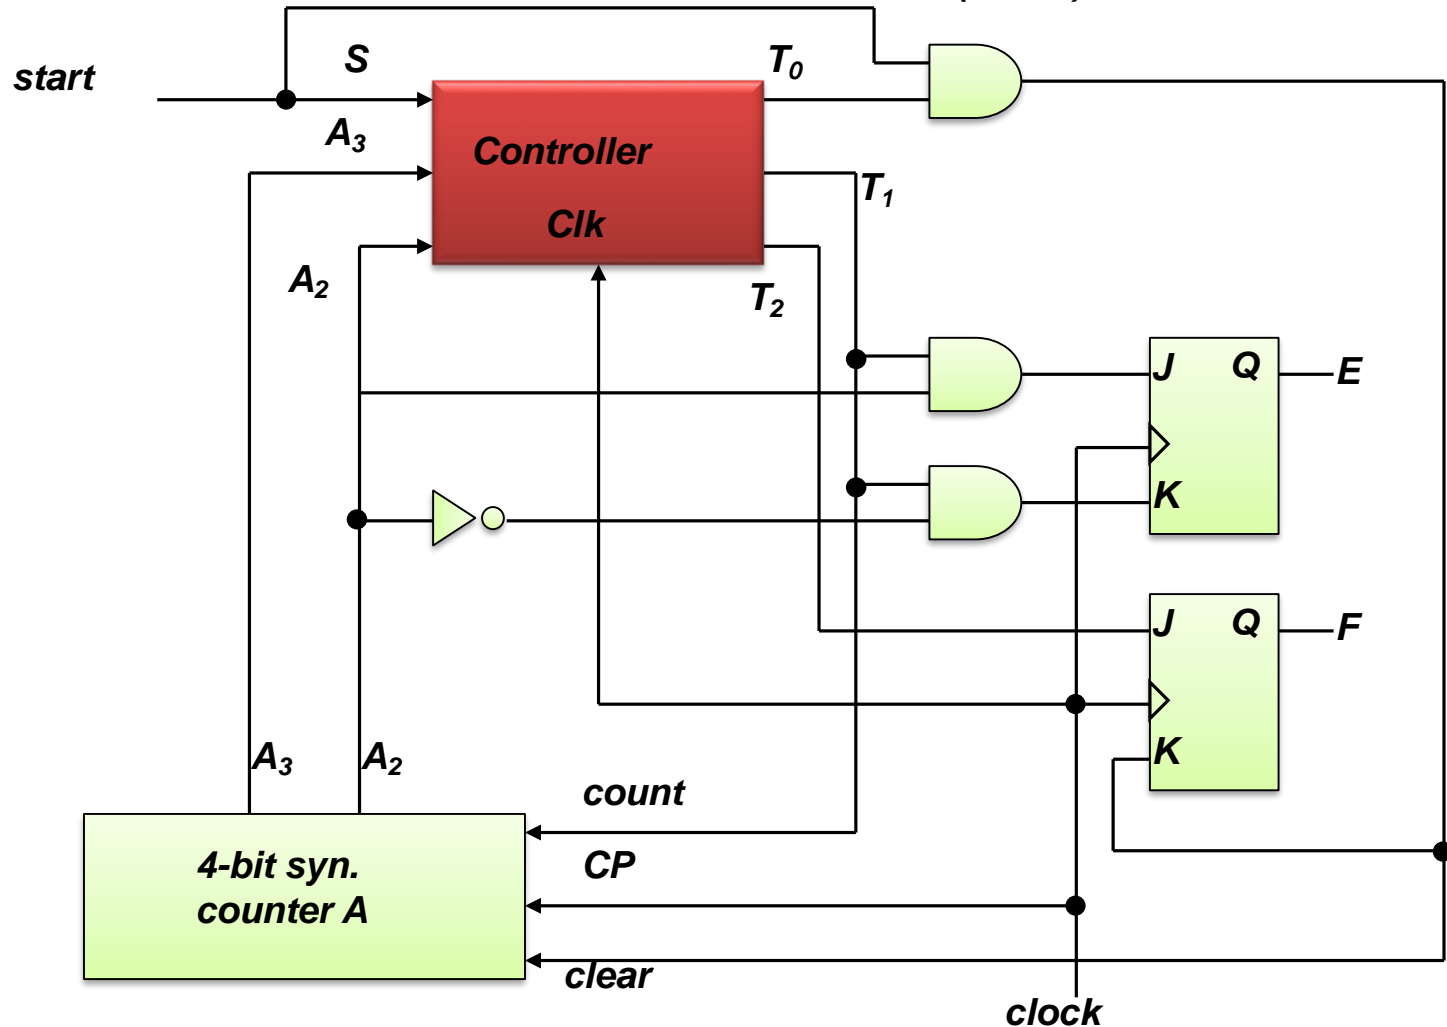 start
S
T0
A3
Controller
T1
Clk
A2
T2
J Q
E
K
J Q
F
K
A3
A2
count
4-bit syn.
counter A
CP
clear
clock